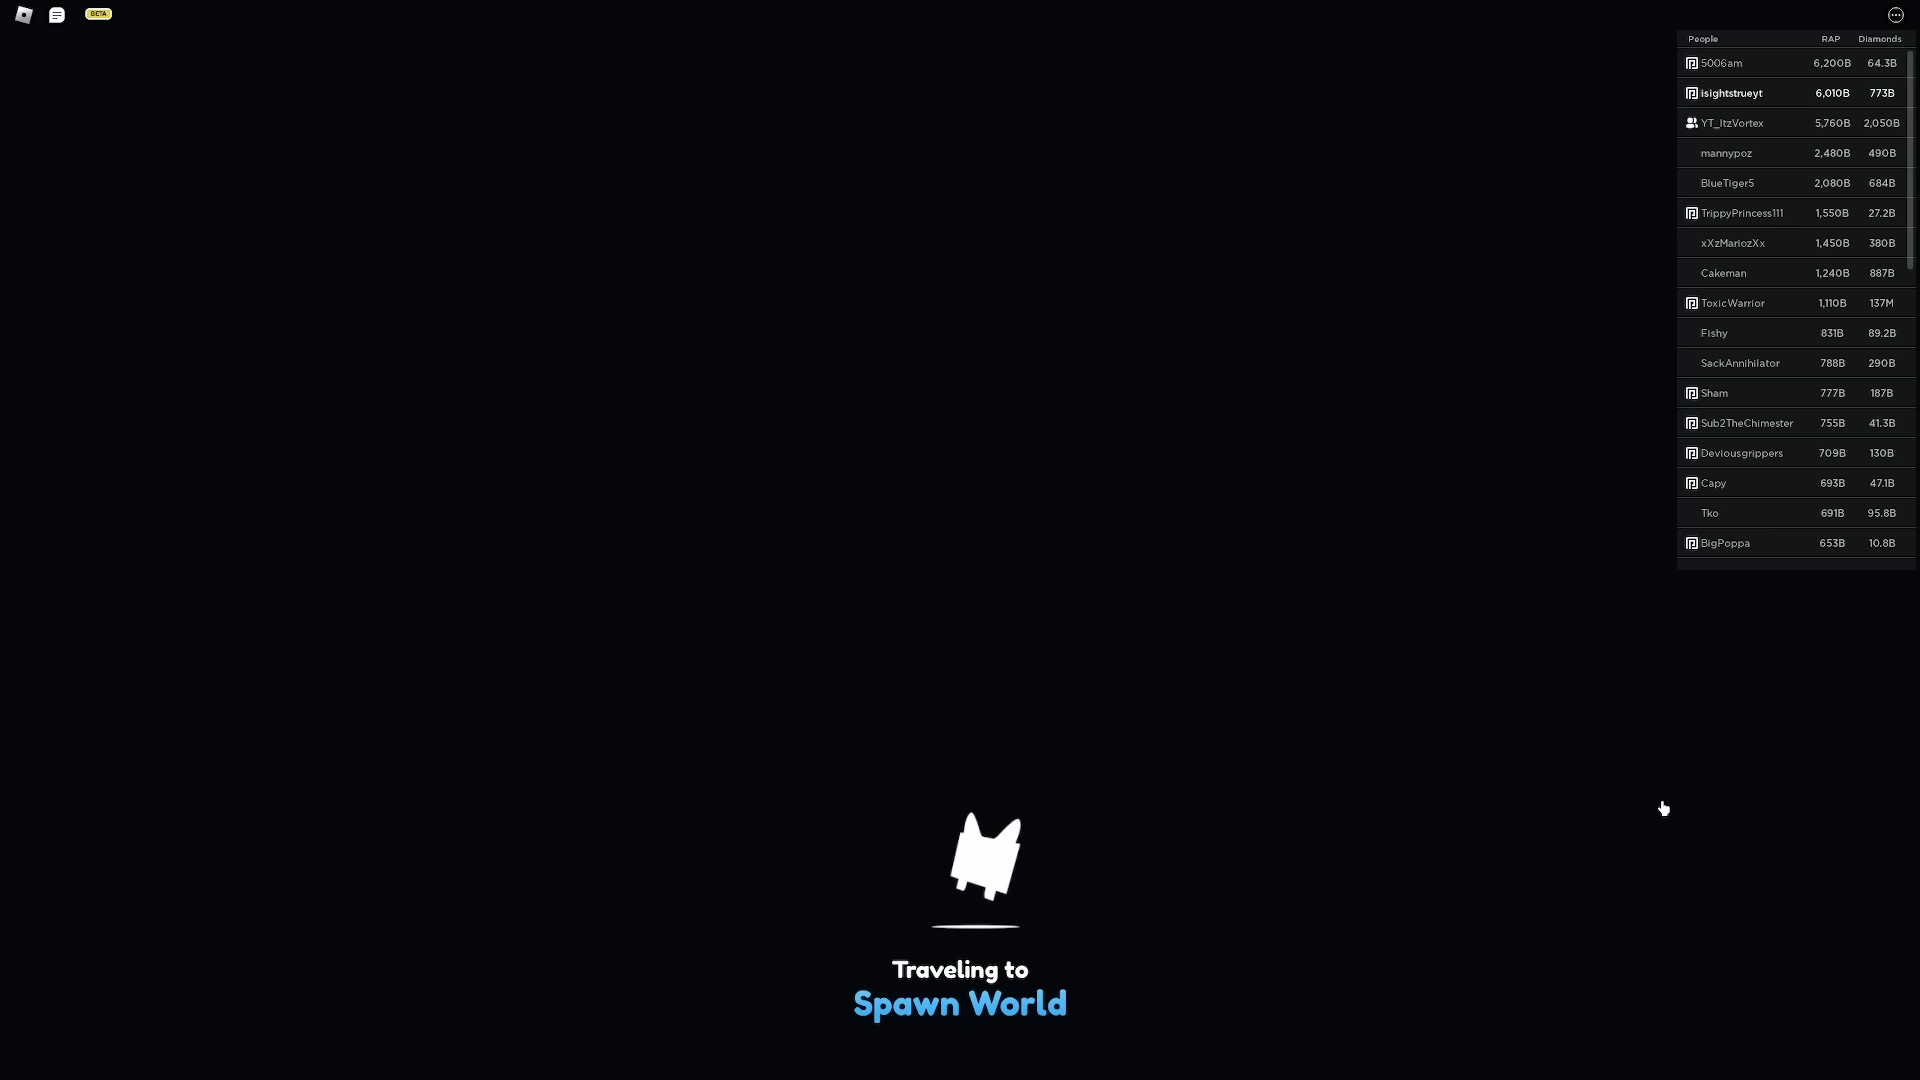 BETA
People RAP Diamonds
5006am 6,200B 64.3B
isightstrueyt 6,010B 773B
YT_ItzVortex 5,760B 2,050B
mannypoz 2,480B 490B
BlueTiger5 2,080B 684B
TrippyPrincess111 1,550B 27.2B
xXzMariozXx 1,450B 380B
Cakeman 1,240B 887B
ToxicWarrior 1,110B 137M
Fishy 831B 89.2B
SackAnnihilator 788B 290B
Sham 777B 187B
Sub2TheChimester 755B 41.3B
Deviousgrippers 709B 130B
Capy 693B 47.1B
Tko 691B 95.8B
BigPoppa 653B 10.8B
Traveling to
Spawn World